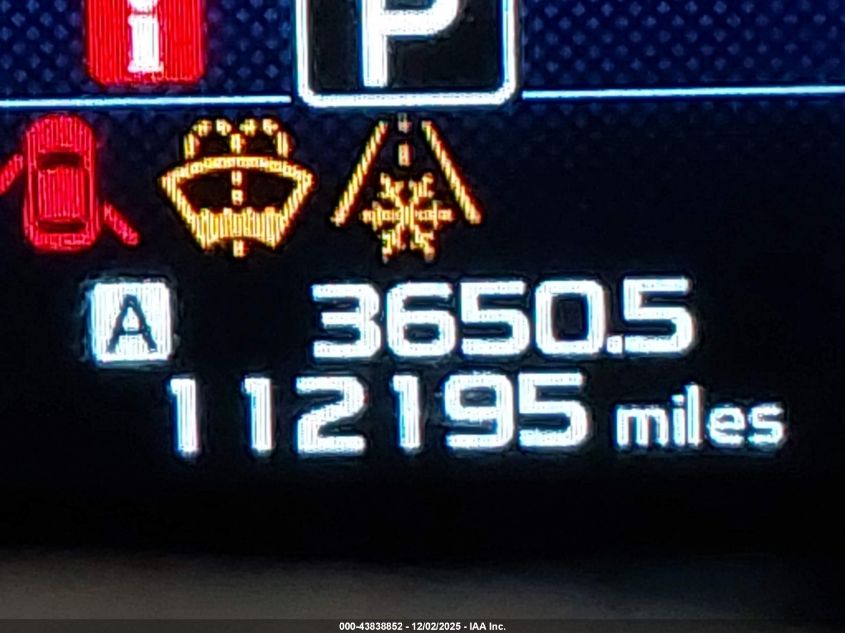 i
P
A 3650.5
112195 miles
000-43838852 - 12/02/2025 - IAA Inc.